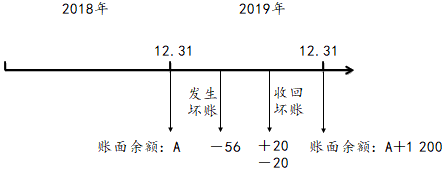 2018年 2019年
12.31 12.31
发生 收回
坏账 坏账
账面余额：A －56 ＋20 账面余额：A＋1 200
－20